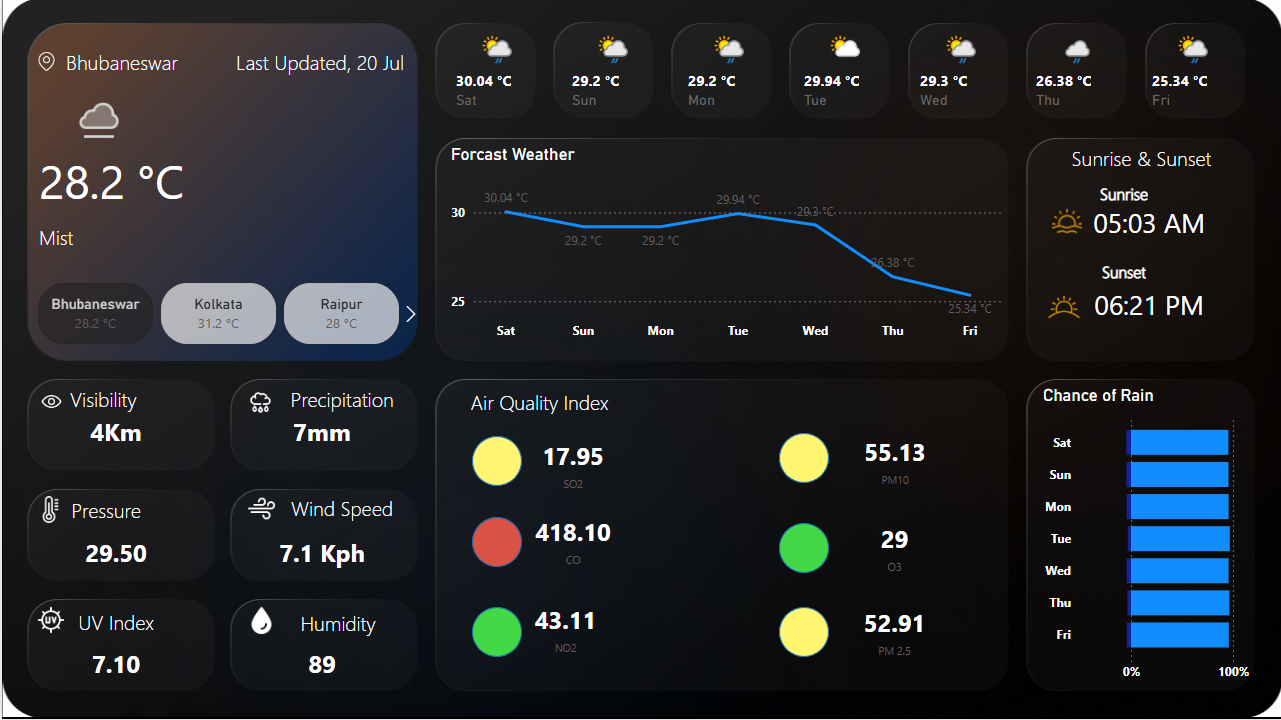 Bhubaneswar
Last Updated, 20 Jul
28.2 °C
Mist
Bhubaneswar
28.2 °C
Kolkata
31.2 °C
Raipur
28 °C
30.04 °C
Sat
29.2 °C
Sun
29.2 °C
Mon
29.94 °C
Tue
29.3 °C
Wed
26.38 °C
Thu
25.34 °C
Fri
Forcast Weather
30
25
30.04 °C
29.2 °C
29.2 °C
29.94 °C
29.3 °C
26.38 °C
25.34 °C
Sat
Sun
Mon
Tue
Wed
Thu
Fri
Sunrise & Sunset
Sunrise
05:03 AM
Sunset
06:21 PM
Visibility
4Km
Precipitation
7mm
Pressure
29.50
Wind Speed
7.1 Kph
UV
UV Index
7.10
Humidity
89
Air Quality Index
17.95
SO2
55.13
PM10
418.10
CO
29
O3
43.11
NO2
52.91
PM 2.5
Chance of Rain
Sat
Sun
Mon
Tue
Wed
Thu
Fri
0%
100%